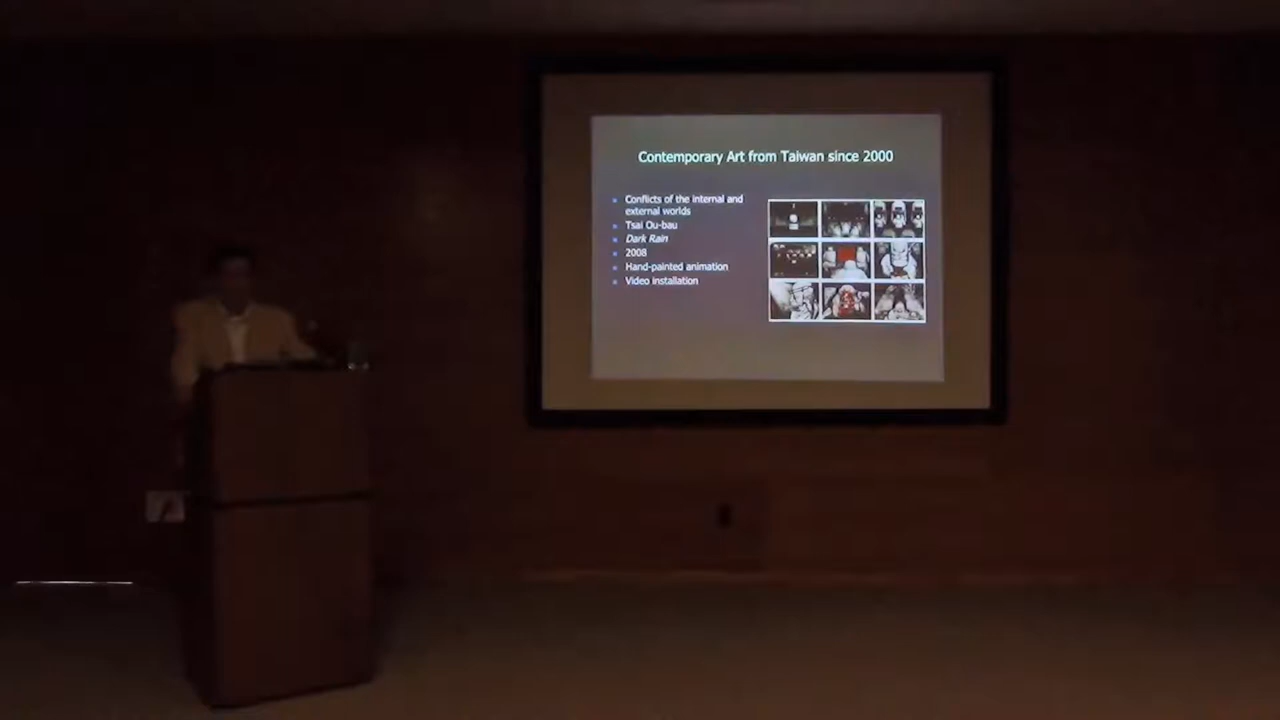 Contemporary Art from Taiwan since 2000
Conflicts of the internal and
external worlds
Tsai Ou-bau
Dark Rain
2008
Hand-painted animation
Video installation